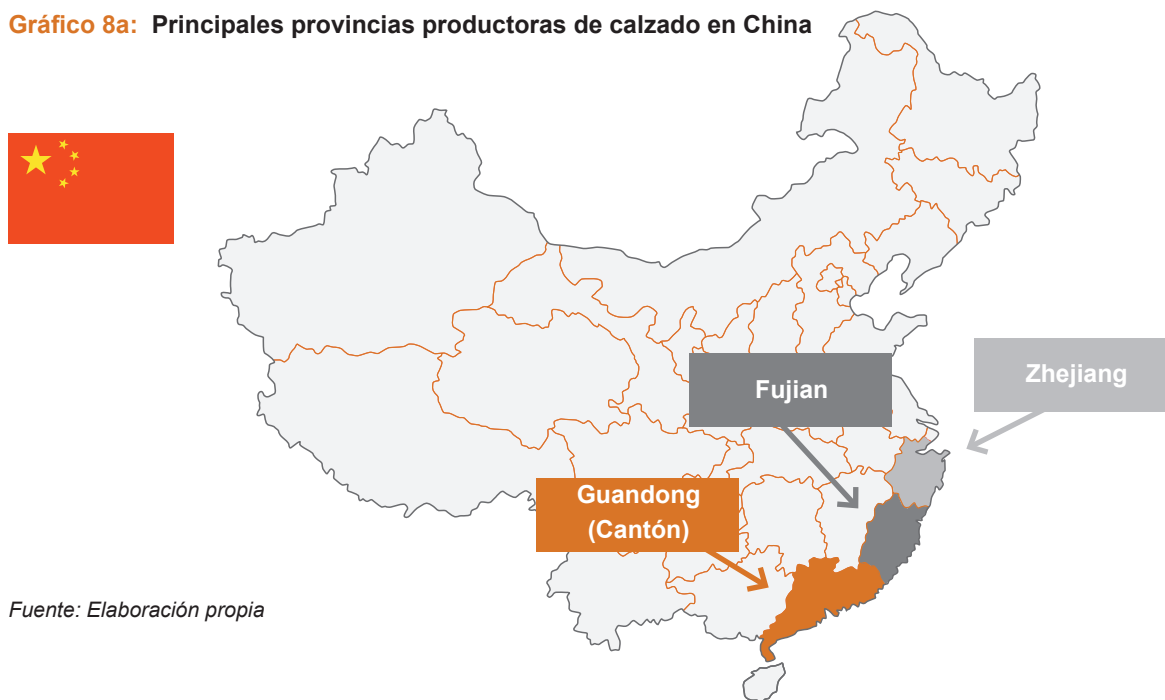 Gráfico 8a: Principales provincias productoras de calzado en China
Fujian
Zhejiang
Guandong
(Cantón)
Fuente: Elaboración propia